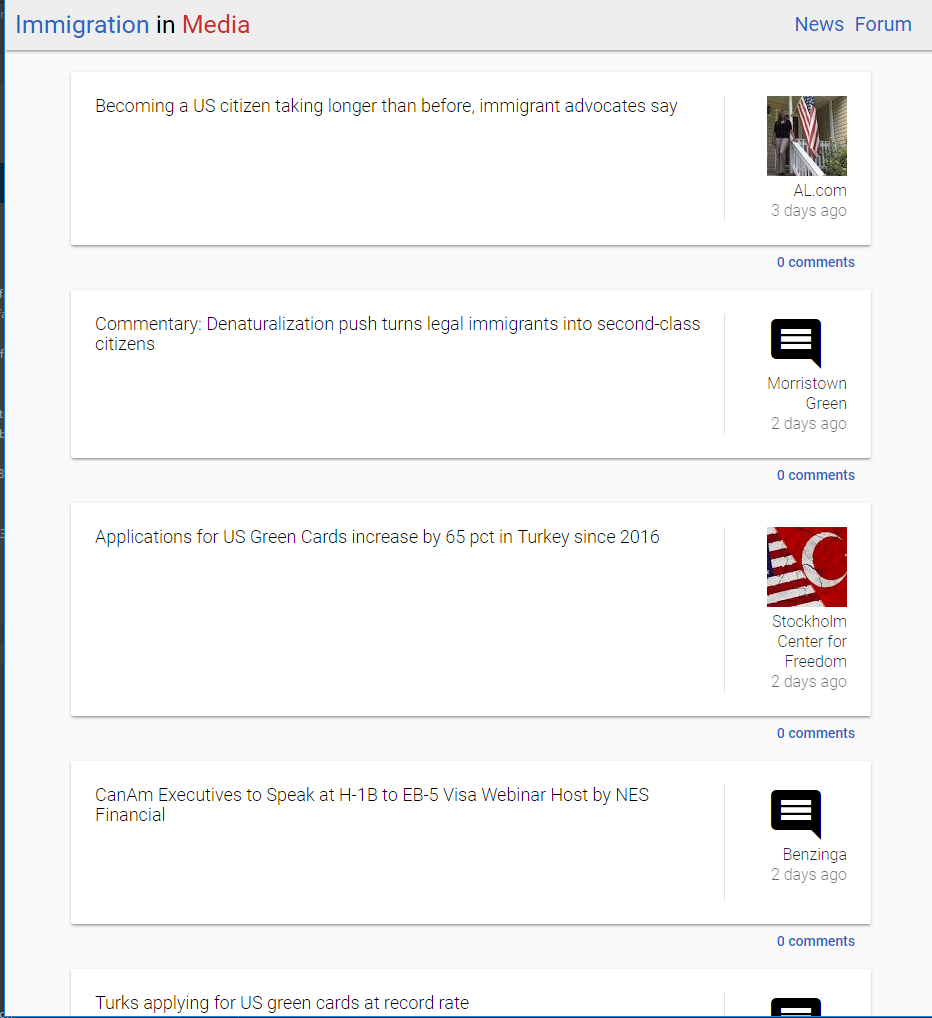 Immigration in Media
News Forum
Becoming a US citizen taking longer than before, immigrant advocates say
AL.com
3 days ago
0 comments
Commentary: Denaturalization push turns legal immigrants into second-class
citizens
Morristown
Green
2 days ago
0 comments
Applications for US Green Cards increase by 65 pct in Turkey since 2016
Stockholm
Center for
Freedom
2 days ago
0 comments
CanAm Executives to Speak at H-1B to EB-5 Visa Webinar Host by NES
Financial
Benzinga
2 days ago
0 comments
Turks applying for US green cards at record rate